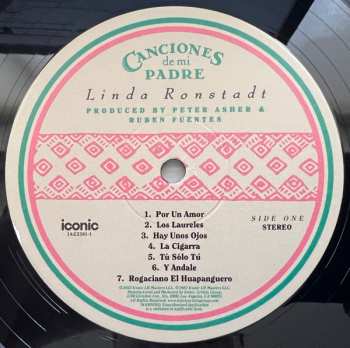 CANCIONES
de mi
PADRE
Linda Ronstadt
PRODUCED BY PETER ASHER &
RUBEN FUENTES
iconic
SIDE ONE
STEREO
1. Por Un Amor
2. Los Laureles
3. Hay Unos Ojos
4. La Cigarra
5. Tú Sólo Tú
6. Y Andale
7. Rogaciano El Huapanguero